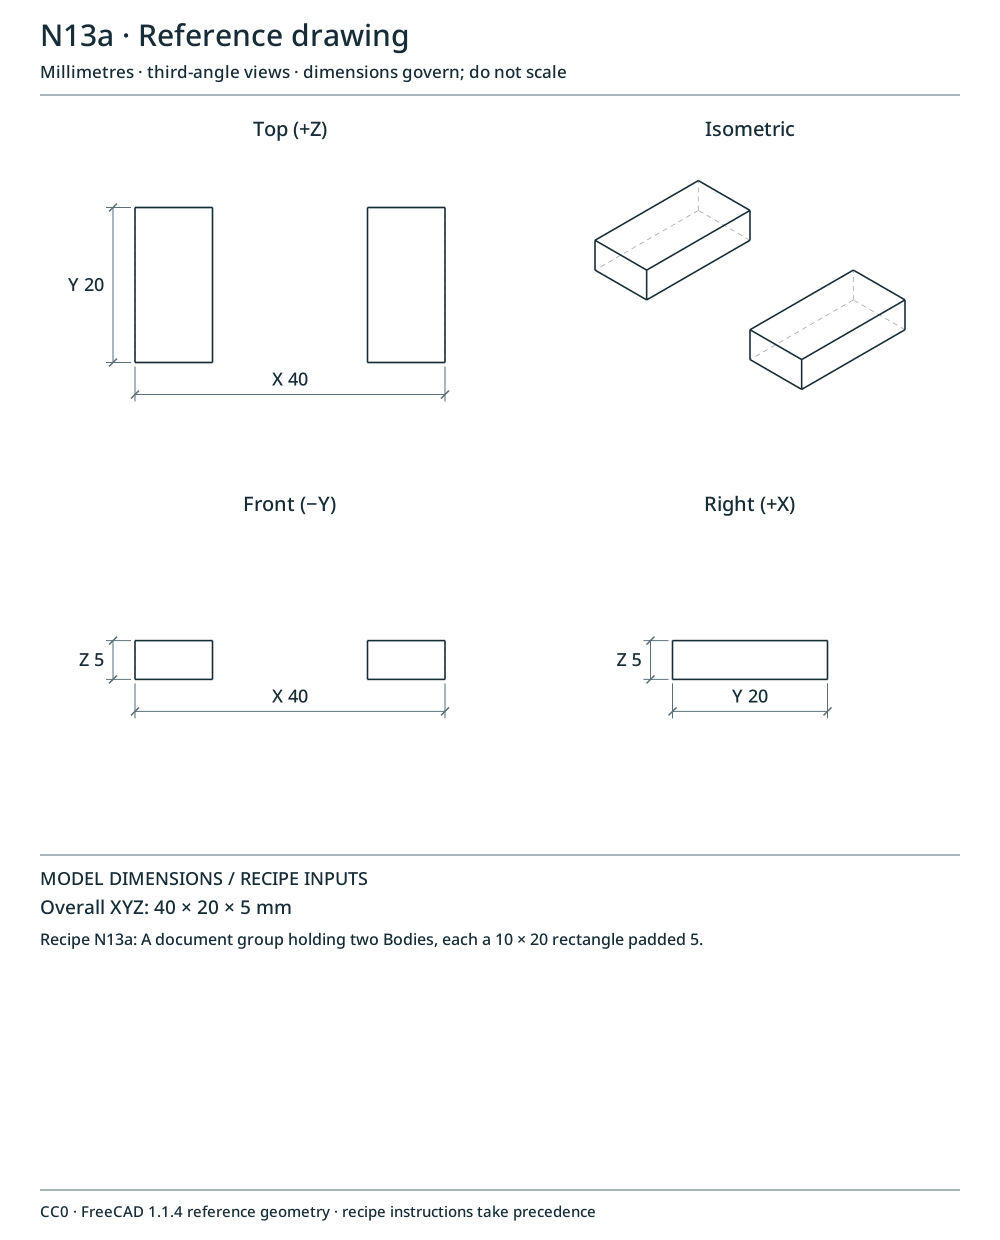 N13a · Reference drawing
Millimetres · third-angle views · dimensions govern; do not scale
Top (+Z)
Isometric
Y 20
X 40
Front (−Y)
Right (+X)
Z 5
X 40
Z 5
Y 20
MODEL DIMENSIONS / RECIPE INPUTS
Overall XYZ: 40 × 20 × 5 mm
Recipe N13a: A document group holding two Bodies, each a 10 × 20 rectangle padded 5.
CC0 · FreeCAD 1.1.4 reference geometry · recipe instructions take precedence